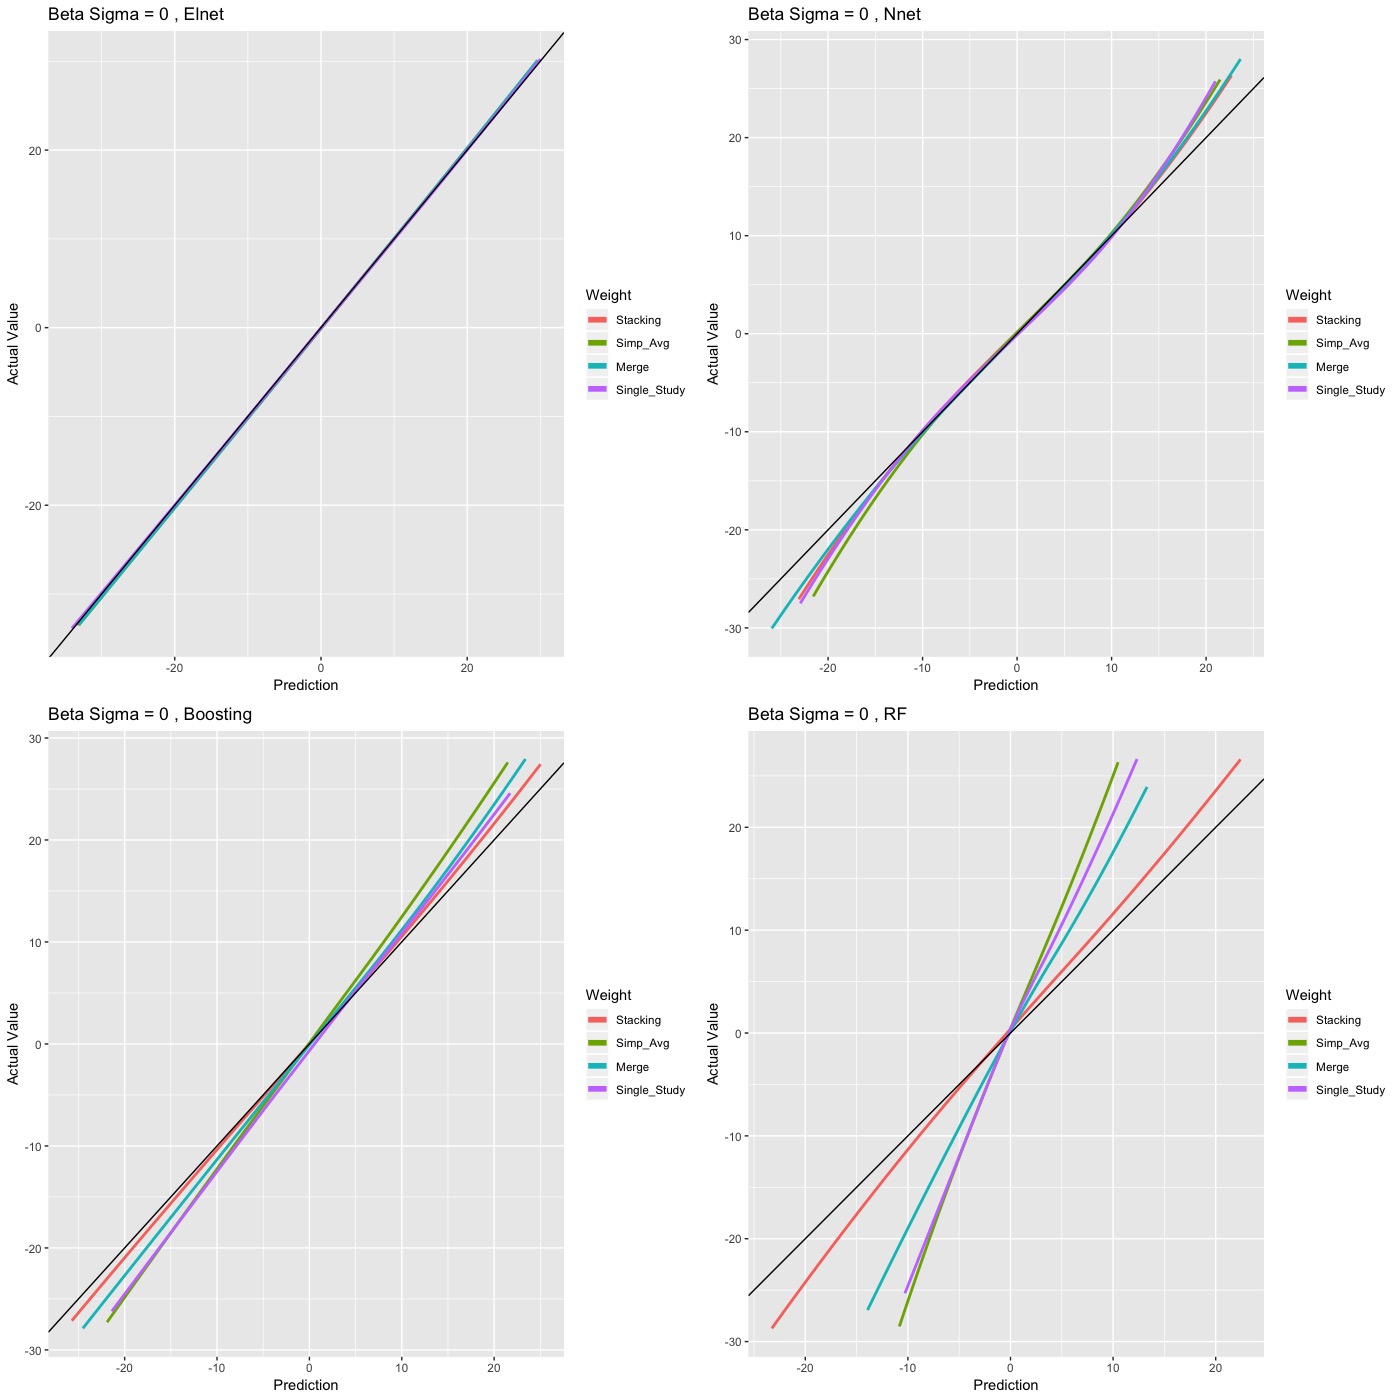 Beta Sigma = 0 , Elnet
20
0
-20
Actual Value
-20
0
20
Prediction
Weight
Stacking
Simp_Avg
Merge
Single_Study
Beta Sigma = 0 , Nnet
30
20
10
0
-10
-20
-30
Actual Value
-20
-10
0
10
20
Prediction
Weight
Stacking
Simp_Avg
Merge
Single_Study
Beta Sigma = 0 , Boosting
30
20
10
0
-10
-20
-30
Actual Value
-20
-10
0
10
20
Prediction
Weight
Stacking
Simp_Avg
Merge
Single_Study
Beta Sigma = 0 , RF
20
10
0
-10
-20
-30
Actual Value
-20
-10
0
10
20
Prediction
Weight
Stacking
Simp_Avg
Merge
Single_Study